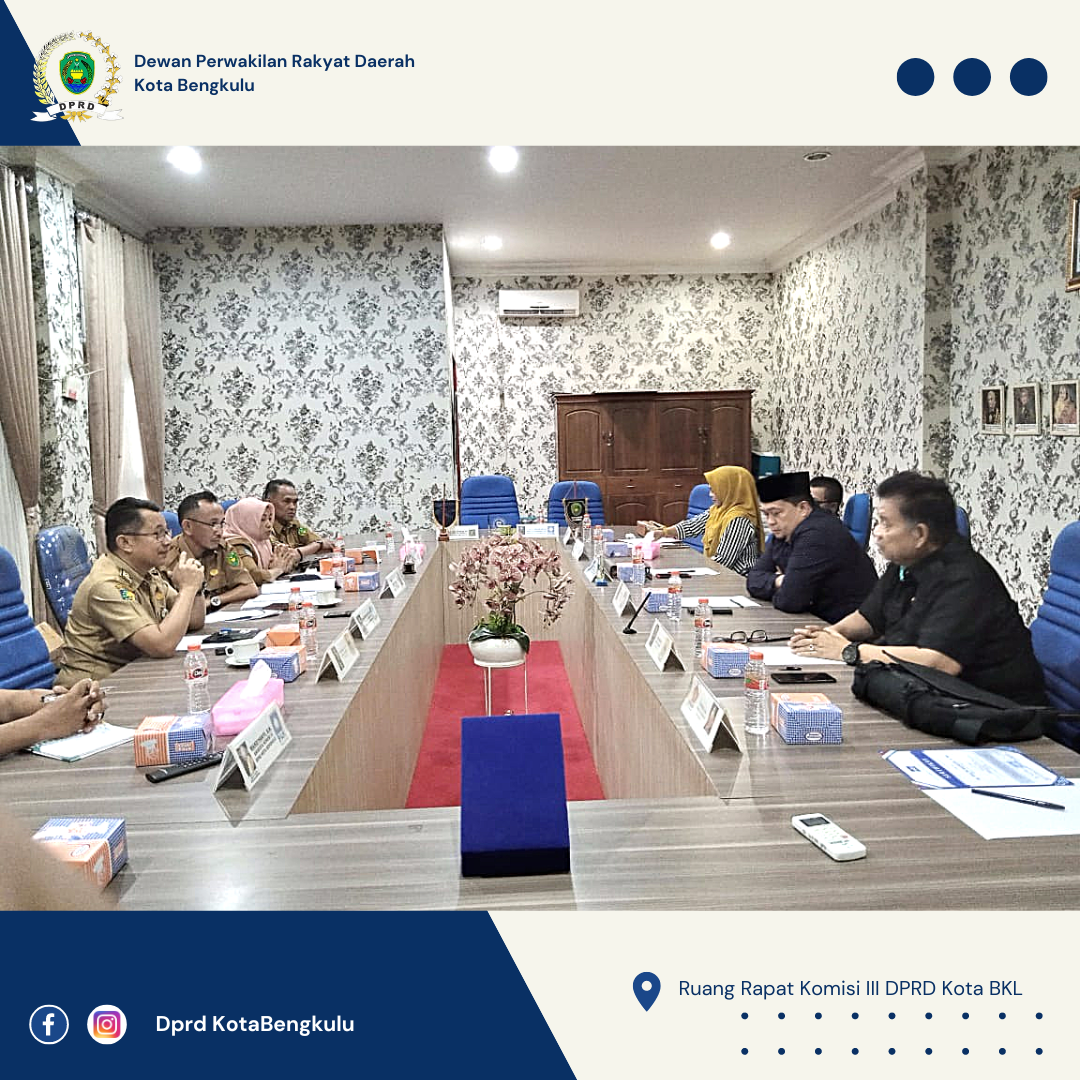 DPRD
Dewan Perwakilan Rakyat Daerah
Kota Bengkulu
Dprd KotaBengkulu
Ruang Rapat Komisi III DPRD Kota BKL